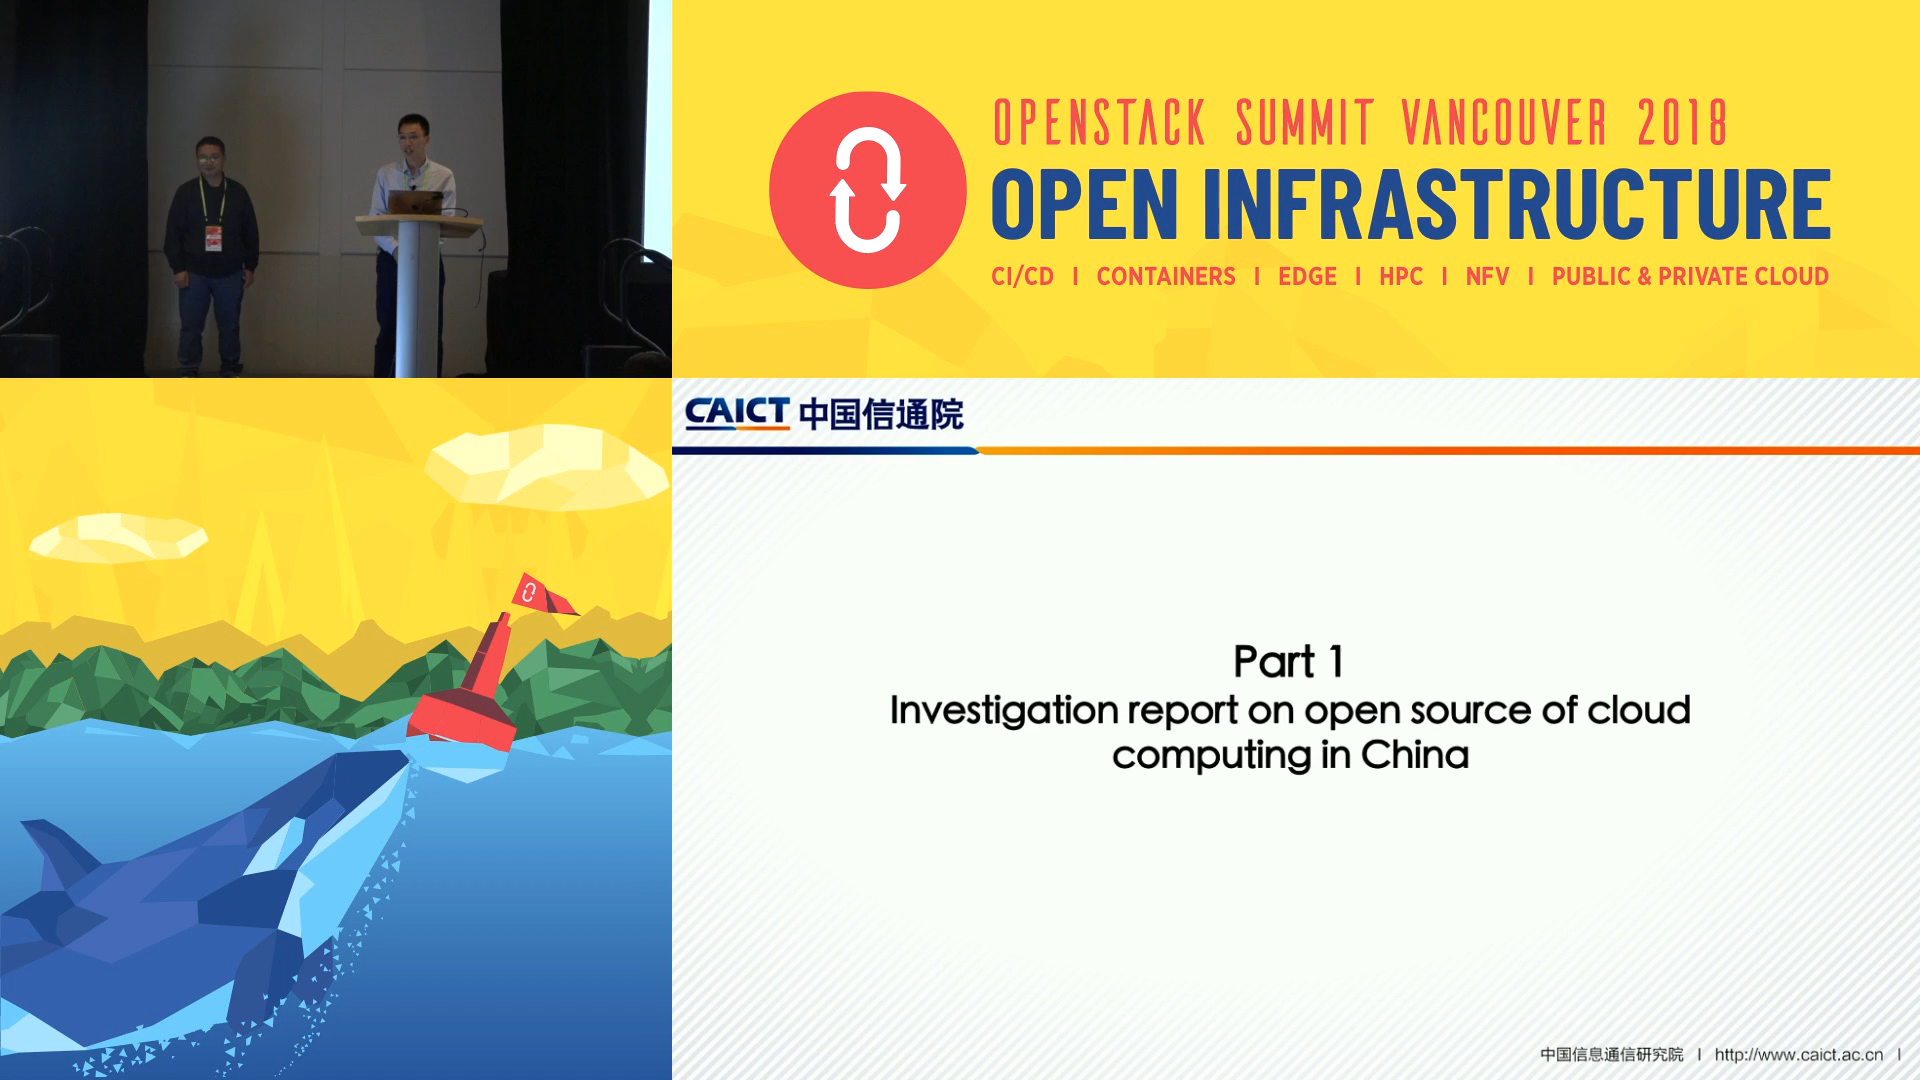 OPENSTACK SUMMIT VANCOUVER 2018
OPEN INFRASTRUCTURE
CI/CD I CONTAINERS I EDGE I HPC I NFV I PUBLIC & PRIVATE CLOUD
CAICT 中国信通院
Part 1
Investigation report on open source of cloud
computing in China
中国信息通信研究院 I http://www.caict.ac.cn I